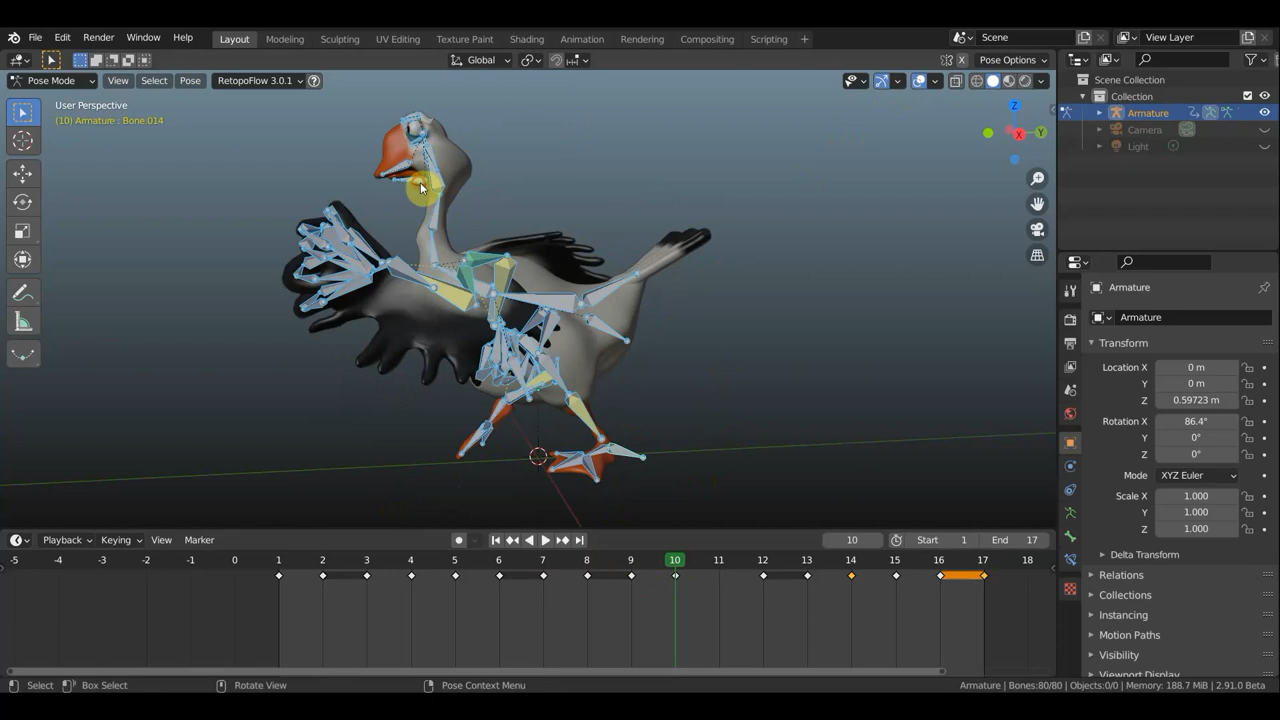 File Edit Render Window Help Layout Modeling Sculpting UV Editing Texture Paint Shading Animation Rendering Compositing Scripting + Scene View Layer
Global X Pose Options
Pose Mode View Select Pose RetopoFlow 3.0.1 ?
User Perspective
(10) Armature : Bone.014
Z
X
Y
Scene Collection
Collection
Armature
Camera
Light
Armature
Armature
Transform
Location X 0 m
Y 0 m
Z 0.59723 m
Rotation X 86.4°
Y 0°
Z 0°
Mode XYZ Euler
Scale X 1.000
Y 1.000
Z 1.000
Delta Transform
Relations
Collections
Instancing
Motion Paths
Visibility
Viewport Display
Playback Keying View Marker 10 Start 1 End 17
-5 -4 -3 -2 -1 0 1 2 3 4 5 6 7 8 9 10 11 12 13 14 15 16 17 18
Select Box Select Rotate View Pose Context Menu Armature | Bones:80/80 | Objects:0/0 | Memory: 188.7 MiB | 2.91.0 Beta